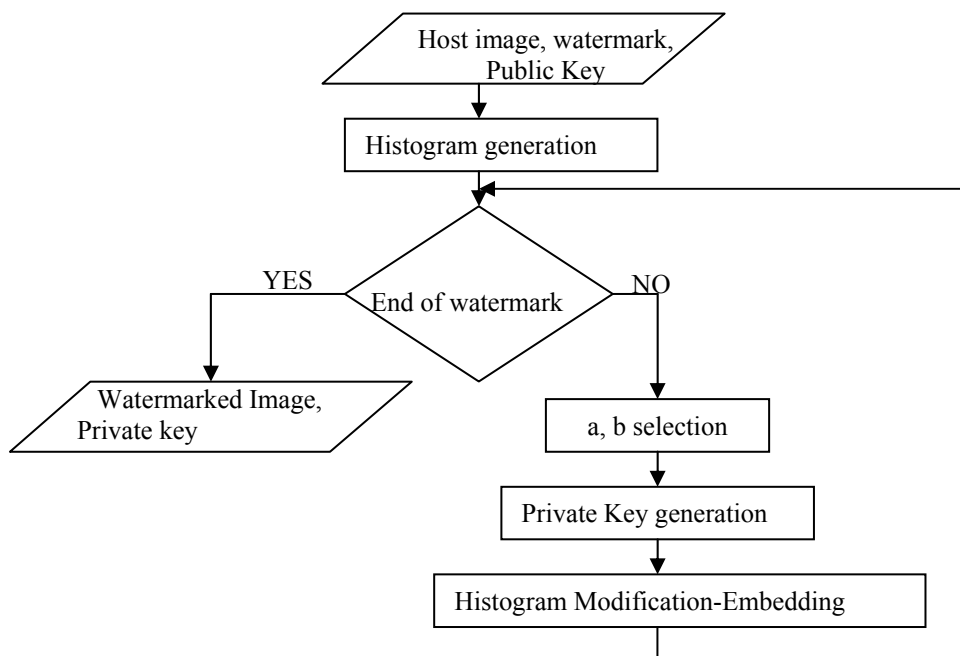 Host image, watermark,
Public Key
Histogram generation
YES
NO
End of watermark
Watermarked Image,
Private key
a, b selection
Private Key generation
Histogram Modification-Embedding